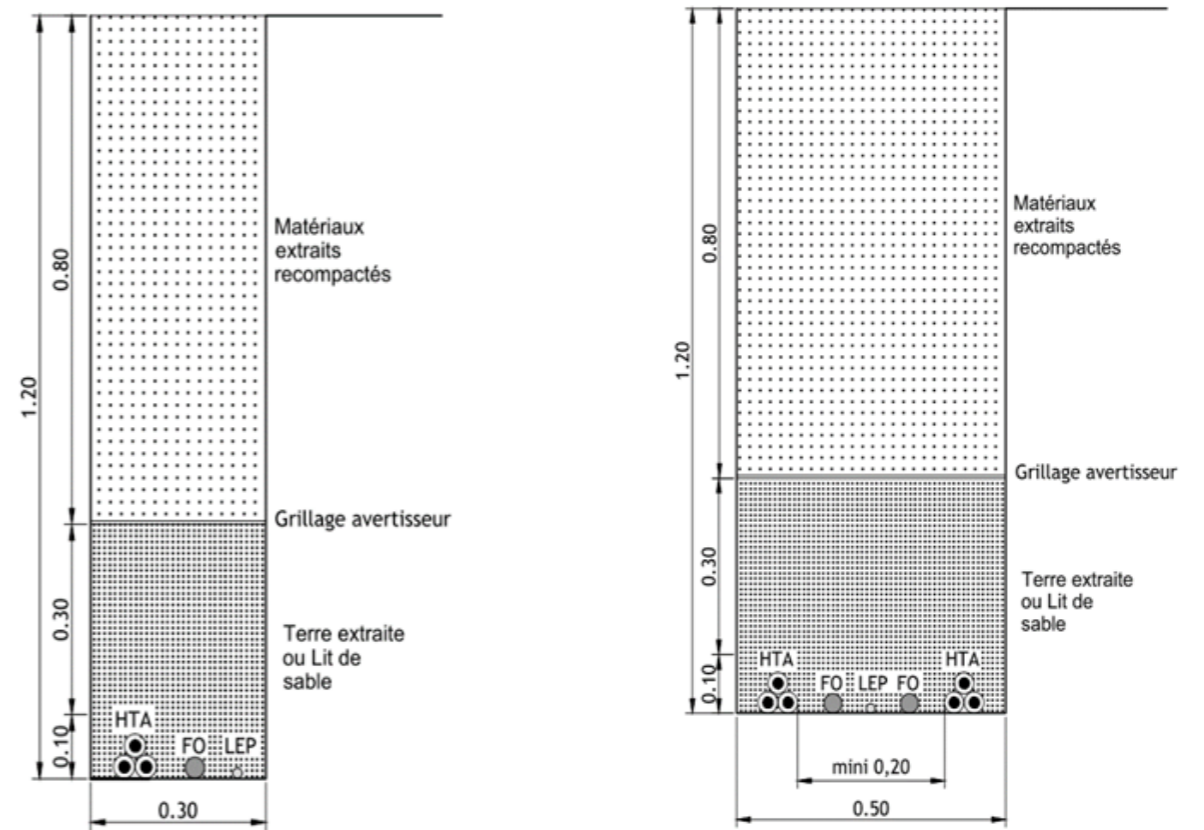 1.20
0.80
0.30
0.10
Matériaux
extraits
recompactés
Grillage avertisseur
Terre extraite
ou Lit de
sable
HTA
FO LEP
0.30
1.20
0.80
0.30
0.10
Matériaux
extraits
recompactés
Grillage avertisseur
Terre extraite
ou Lit de
sable
HTA HTA
FO LEP FO
mini 0,20
0.50